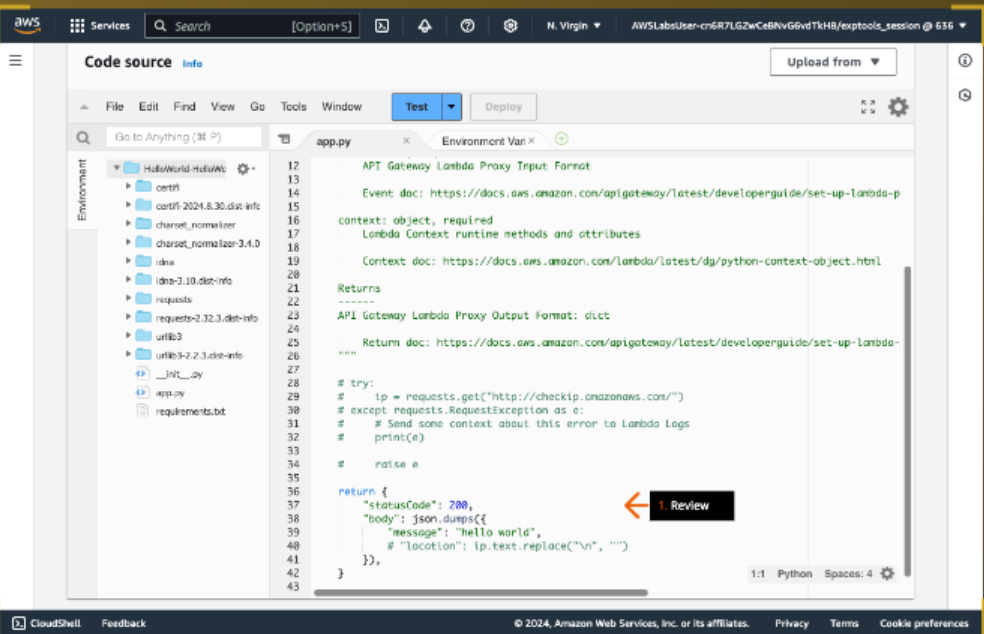 aws Services Search [Option+S] N. Virgin AWSLabsUser-cn6R7LGZwCeBNvG6vdTkH8/exptools_session @ 636
Code source Info Upload from
File Edit Find View Go Tools Window Test Deploy
Go to Anything (⌘ P) app.py Environment Vari
Environment
HelloWorld-HelloWo
certifi
certifi-2024.8.30.dist-info
charset_normalizer
charset_normalizer-3.4.0
idna
idna-3.10.dist-info
requests
requests-2.32.3.dist-info
urllib3
urllib3-2.2.3.dist-info
__init__.py
app.py
requirements.txt
12 API Gateway Lambda Proxy Input Format
13
14 Event doc: https://docs.aws.amazon.com/apigateway/latest/developerguide/set-up-lambda-p
15
16 context: object, required
17 Lambda Context runtime methods and attributes
18
19 Context doc: https://docs.aws.amazon.com/lambda/latest/dg/python-context-object.html
20
21 Returns
22 ------
23 API Gateway Lambda Proxy Output Format: dict
24
25 Return doc: https://docs.aws.amazon.com/apigateway/latest/developerguide/set-up-lambda-
26 """
27
28 # try:
29 # ip = requests.get("http://checkip.amazonaws.com/")
30 # except requests.RequestException as e:
31 # # Send some context about this error to Lambda Logs
32 # print(e)
33
34 # raise e
35
36 return {
37 "statusCode": 200,
38 "body": json.dumps({
39 "message": "hello world",
40 # "location": ip.text.replace("\n", "")
41 }),
42 }
43
1. Review
1:1 Python Spaces: 4
CloudShell Feedback © 2024, Amazon Web Services, Inc. or its affiliates. Privacy Terms Cookie preferences